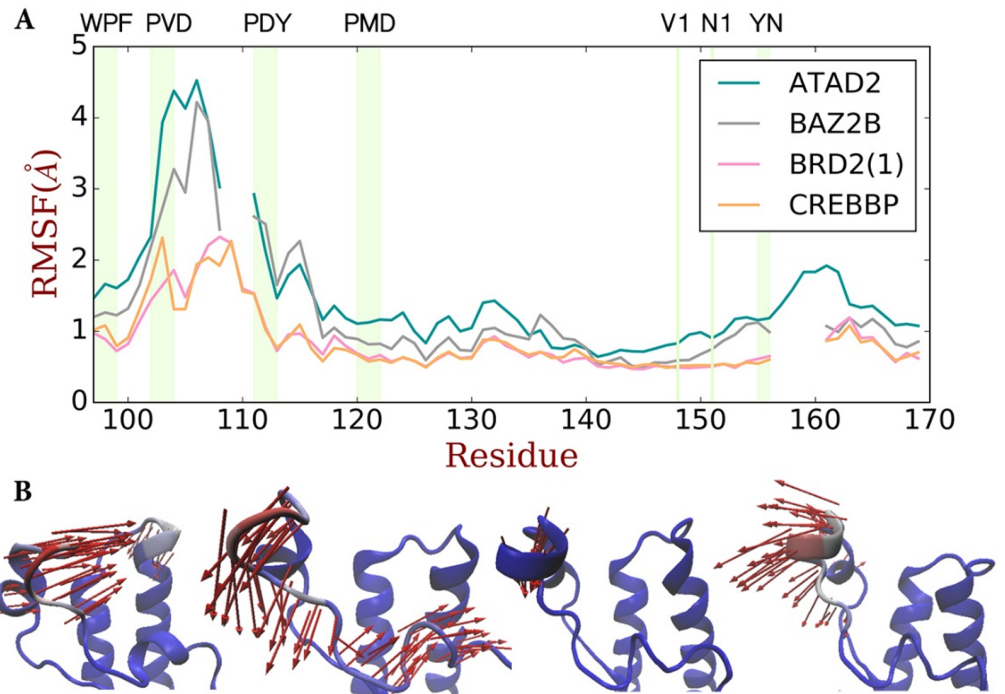 A
WPF PVD PDY PMD V1 N1 YN
5
4
3
2
1
0
RMSF(Å)
ATAD2
BAZ2B
BRD2(1)
CREBBP
100 110 120 130 140 150 160 170
Residue
B